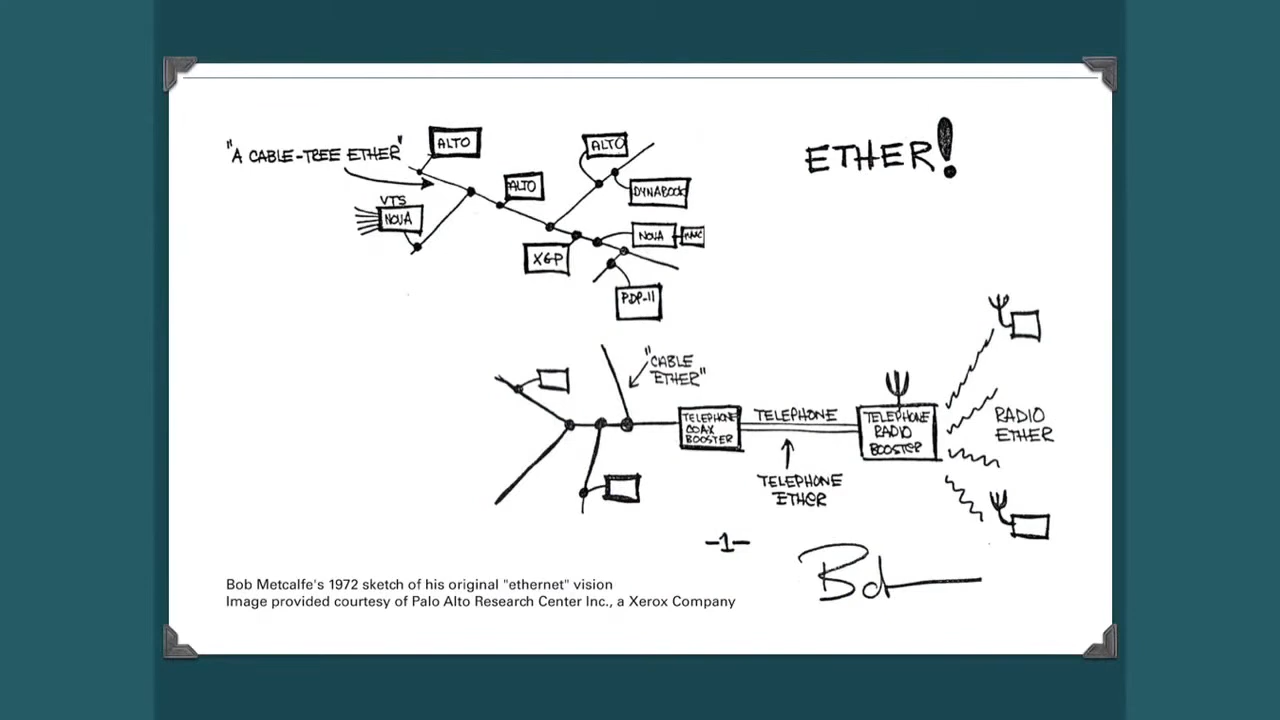 "A CABLE-TREE ETHER"
ALTO
ALTO
ETHER!
ALTO
DYNABOOK
VTS
NOVA
NOVA
XGP
PDP-11
"CABLE
ETHER"
TELEPHONE
COAX
BOOSTER
TELEPHONE
TELEPHONE
ETHER
TELEPHONE
RADIO
BOOSTER
RADIO
ETHER
-1-
Bob
Bob Metcalfe's 1972 sketch of his original "ethernet" vision
Image provided courtesy of Palo Alto Research Center Inc., a Xerox Company